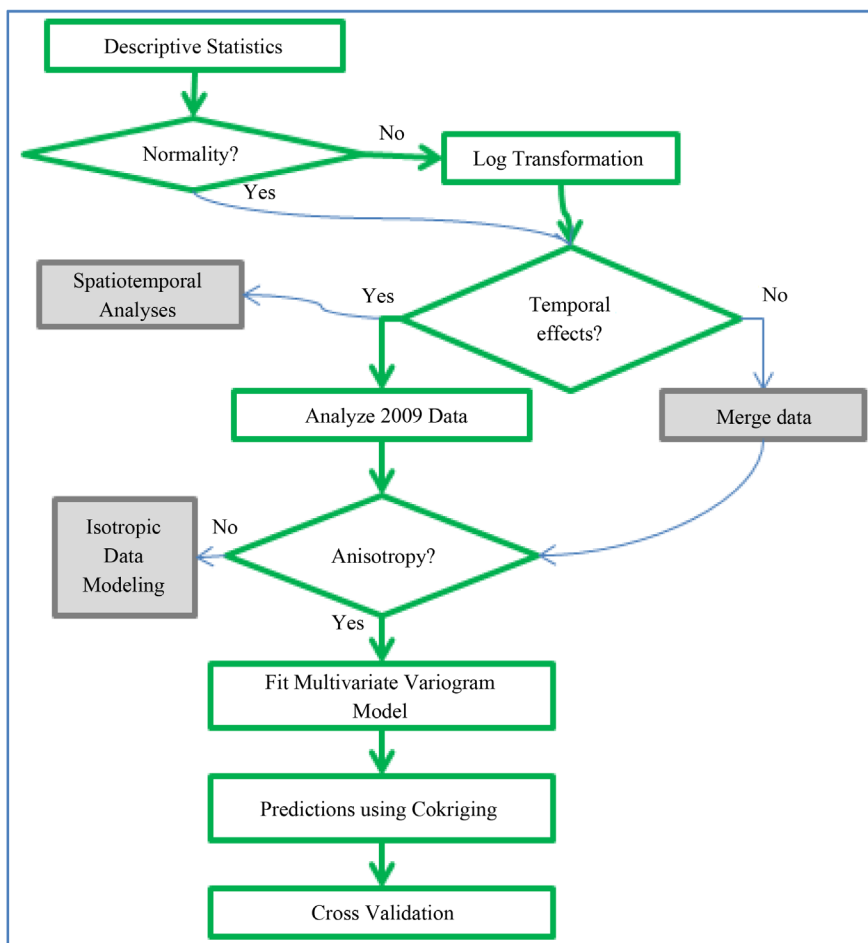 Descriptive Statistics
Normality?
No
Log Transformation
Yes
Spatiotemporal
Analyses
Yes
Temporal
effects?
No
Analyze 2009 Data
Merge data
Isotropic
Data
Modeling
No
Anisotropy?
Yes
Fit Multivariate Variogram
Model
Predictions using Cokriging
Cross Validation